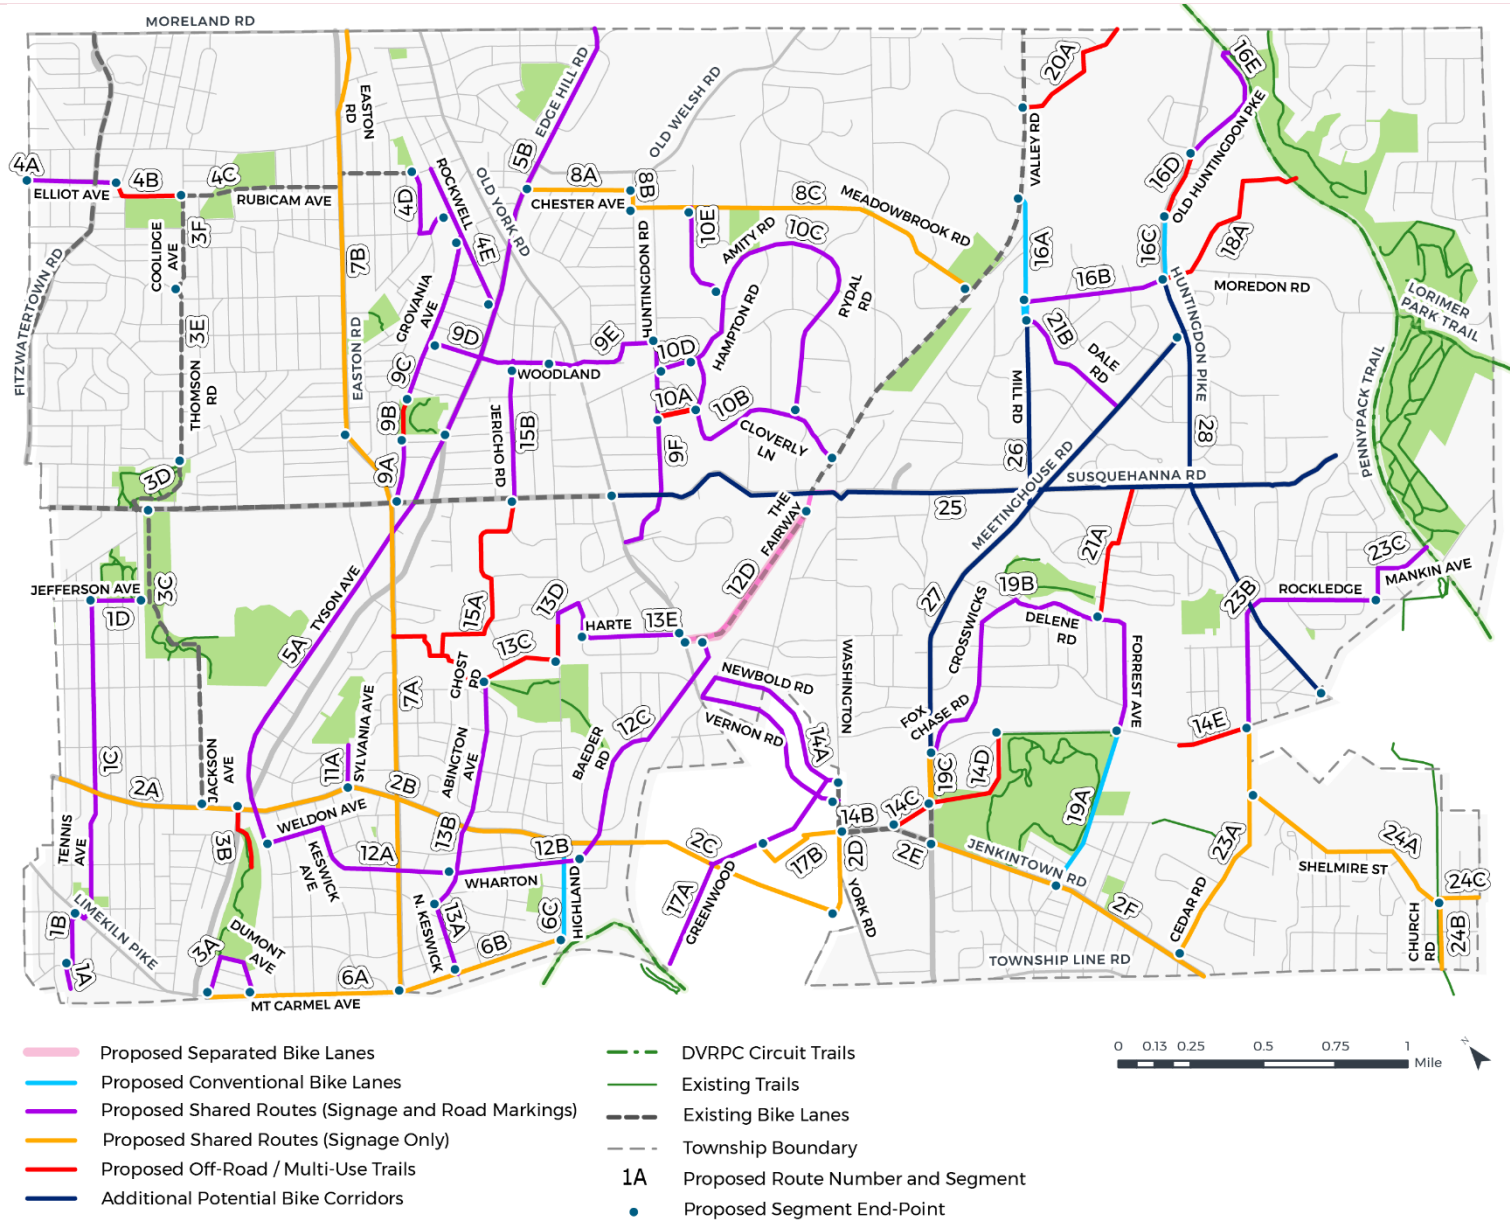 MORELAND RD
EASTON
RD
EDGE HILL RD
OLD WELSH RD
20A
16E
VALLEY RD
4A
4B
4C
ELLIOT AVE
RUBICAM AVE
4D
ROCKWELL
OLD YORK RD
5B
8A
8B
CHESTER AVE
8C
MEADOWBROOK RD
16D
OLD HUNTINGDON PKE
COOLIDGE
AVE
3F
7B
4E
HUNTINGDON RD
10E
AMITY RD
10C
16A
16C
18A
FITZWATERTOWN RD
3E
GROVANIA
AVE
9D
9E
10D
HAMPTON RD
RYDAL
RD
16B
MOREDON RD
HUNTINGDON PIKE
LORIMER
PARK TRAIL
21B
DALE
RD
THOMSON
RD
EASTON RD
9C
WOODLAND
10A
10B
MILL RD
PENNYPACK TRAIL
9B
JERICHO RD
15B
CLOVERLY
LN
9F
26
28
3D
9A
MEETINGHOUSE RD
SUSQUEHANNA RD
25
THE
FAIRWAY
JEFFERSON AVE
1D
3C
TYSON AVE
5A
15A
13D
12D
27
19B
21A
23B
23C
MANKIN AVE
ROCKLEDGE
HARTE
13E
13C
CROSSWICKS
DELENE
RD
GHOST
RD
7A
NEWBOLD RD
VERNON RD
WASHINGTON
FOX
CHASE RD
FORREST AVE
14E
12C
14A
1C
2A
JACKSON
AVE
11A
SYLVANIA AVE
2B
ABINGTON
AVE
BAEDER
RD
19C
14D
19A
TENNIS
AVE
3B
WELDON AVE
KESWICK
AVE
12A
13B
12B
WHARTON
2C
17B
14B
14C
2D
2E
JENKINTOWN RD
23A
24A
SHELMIRE ST
1B
LIMEKILN PIKE
1A
3A
DUMONT
AVE
N. KESWICK
13A
6B
6C
HIGHLAND
17A
GREENWOOD
YORK RD
2F
CEDAR RD
24C
24B
CHURCH
RD
TOWNSHIP LINE RD
6A
MT CARMEL AVE
Proposed Separated Bike Lanes
Proposed Conventional Bike Lanes
Proposed Shared Routes (Signage and Road Markings)
Proposed Shared Routes (Signage Only)
Proposed Off-Road / Multi-Use Trails
Additional Potential Bike Corridors
DVRPC Circuit Trails
Existing Trails
Existing Bike Lanes
Township Boundary
1A Proposed Route Number and Segment
Proposed Segment End-Point
0 0.13 0.25 0.5 0.75 1
Mile
N